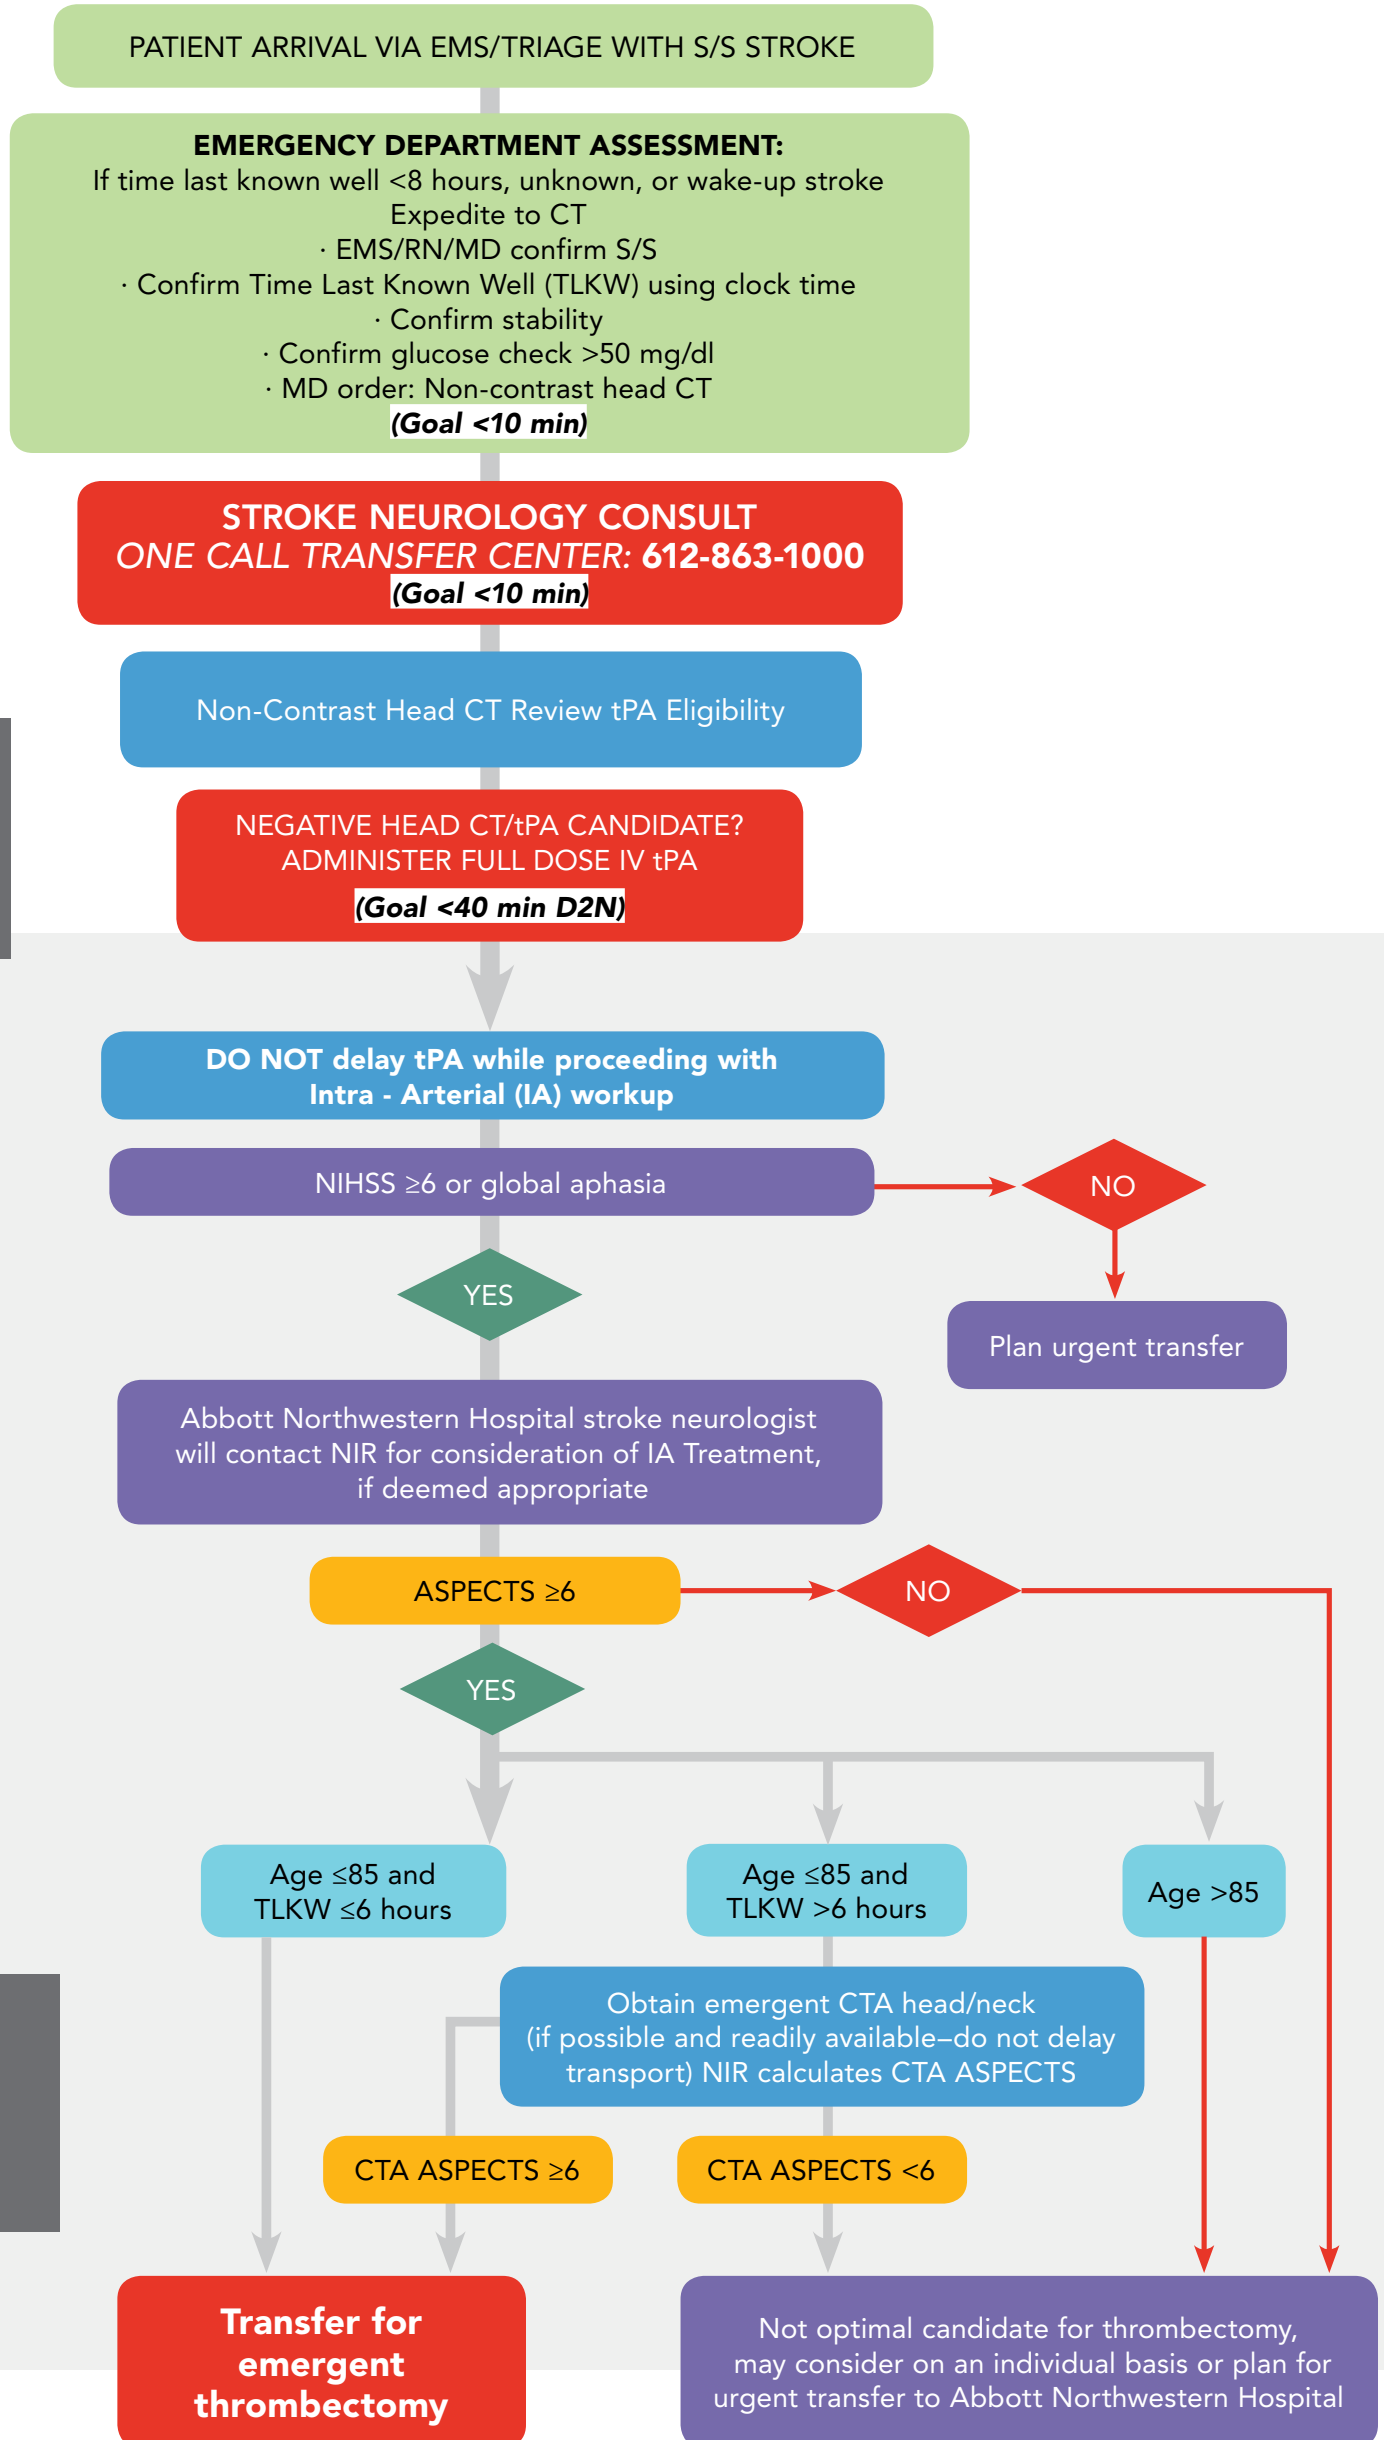 PATIENT ARRIVAL VIA EMS/TRIAGE WITH S/S STROKE
EMERGENCY DEPARTMENT ASSESSMENT:
If time last known well <8 hours, unknown, or wake-up stroke
Expedite to CT
· EMS/RN/MD confirm S/S
· Confirm Time Last Known Well (TLKW) using clock time
· Confirm stability
· Confirm glucose check >50 mg/dl
· MD order: Non-contrast head CT
(Goal <10 min)
STROKE NEUROLOGY CONSULT
ONE CALL TRANSFER CENTER: 612-863-1000
(Goal <10 min)
Non-Contrast Head CT Review tPA Eligibility
NEGATIVE HEAD CT/tPA CANDIDATE?
ADMINISTER FULL DOSE IV tPA
(Goal <40 min D2N)
DO NOT delay tPA while proceeding with
Intra - Arterial (IA) workup
NIHSS ≥6 or global aphasia
NO
YES
Plan urgent transfer
Abbott Northwestern Hospital stroke neurologist
will contact NIR for consideration of IA Treatment,
if deemed appropriate
ASPECTS ≥6
NO
YES
Age ≤85 and
TLKW ≤6 hours
Age ≤85 and
TLKW >6 hours
Age >85
Obtain emergent CTA head/neck
(if possible and readily available–do not delay
transport) NIR calculates CTA ASPECTS
CTA ASPECTS ≥6
CTA ASPECTS <6
Transfer for
emergent
thrombectomy
Not optimal candidate for thrombectomy,
may consider on an individual basis or plan for
urgent transfer to Abbott Northwestern Hospital